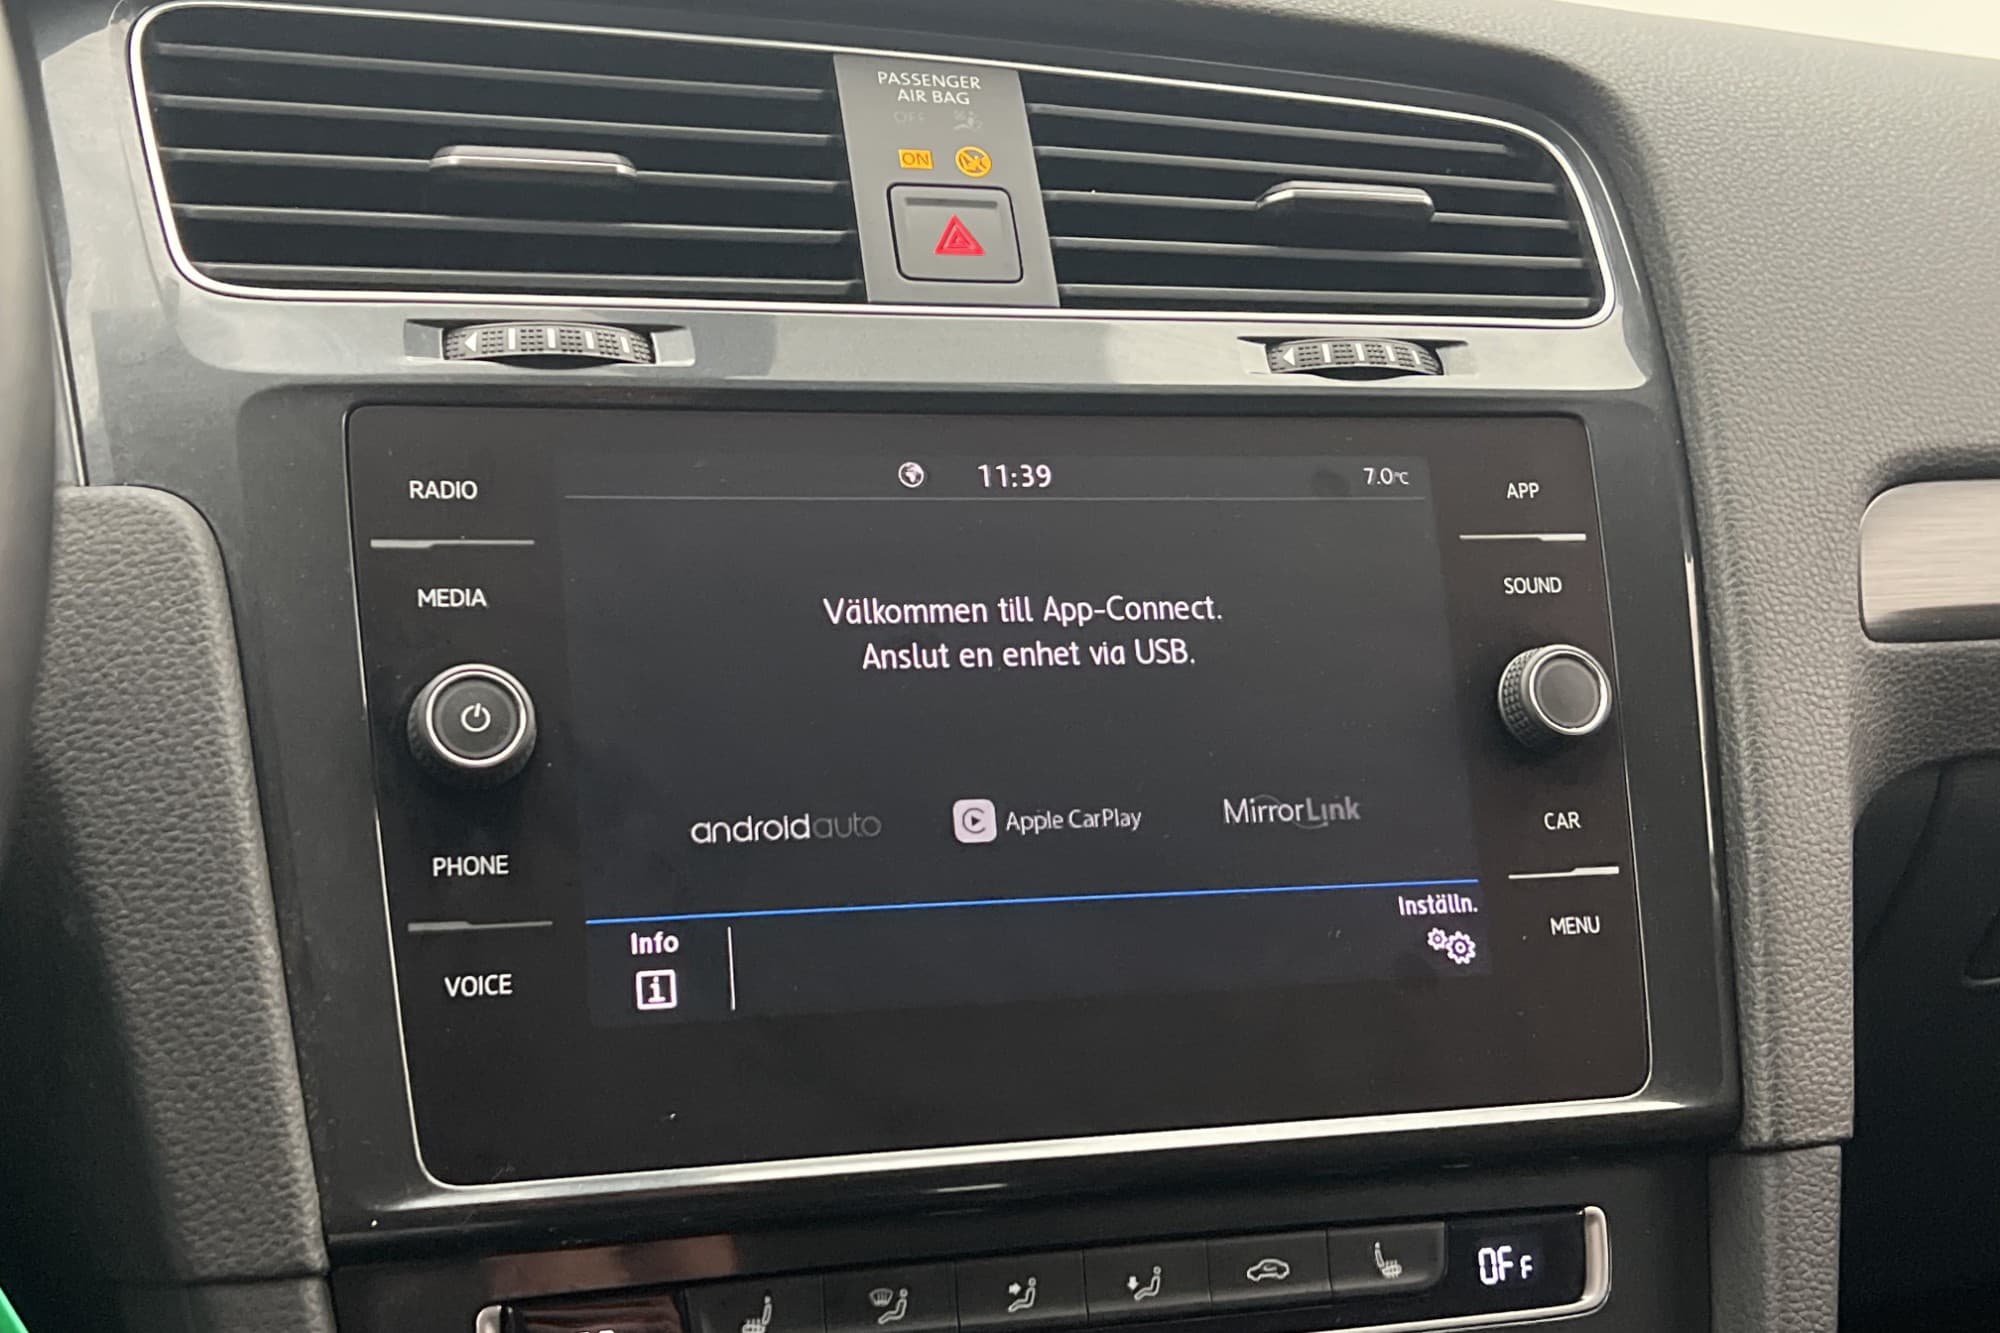 PASSENGER
AIR BAG
OFF
ON
RADIO
11:39
7.0°C
APP
MEDIA
SOUND
Välkommen till App-Connect.
Anslut en enhet via USB.
androidauto
Apple CarPlay
MirrorLink
PHONE
CAR
Info
Inställn.
VOICE
MENU
OFF